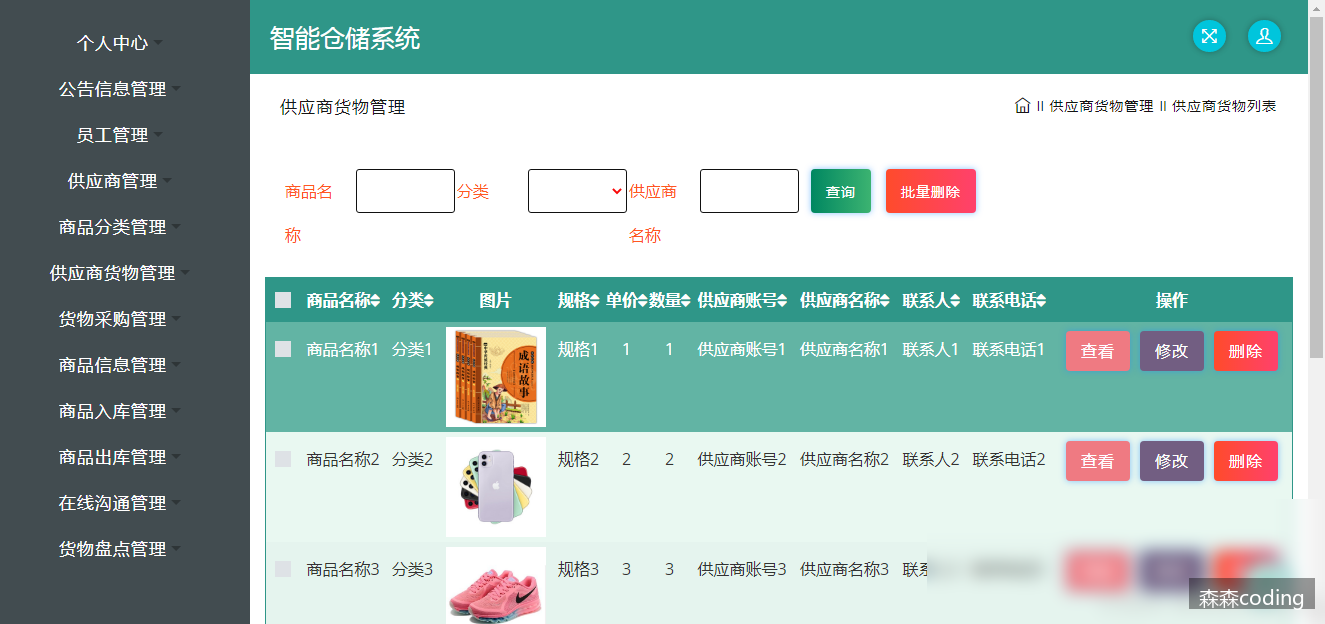 个人中心
公告信息管理
员工管理
供应商管理
商品分类管理
供应商货物管理
货物采购管理
商品信息管理
商品入库管理
商品出库管理
在线沟通管理
货物盘点管理
智能仓储系统
供应商货物管理
II 供应商货物管理 II 供应商货物列表
商品名称
分类
供应商名称
查询
批量删除
商品名称 分类 图片 规格 单价 数量 供应商账号 供应商名称 联系人 联系电话 操作
商品名称1 分类1 规格1 1 1 供应商账号1 供应商名称1 联系人1 联系电话1 查看 修改 删除
成语故事
商品名称2 分类2 规格2 2 2 供应商账号2 供应商名称2 联系人2 联系电话2 查看 修改 删除
商品名称3 分类3 规格3 3 3 供应商账号3 供应商名称3 联系
森森coding